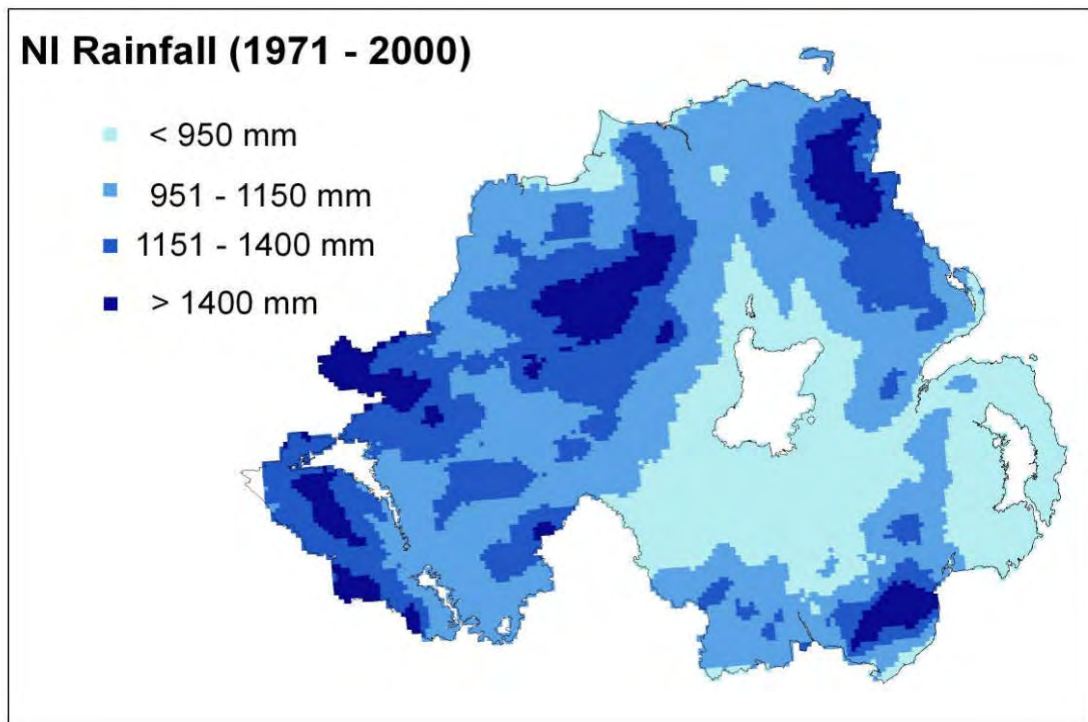 NI Rainfall (1971 - 2000)
< 950 mm
951 - 1150 mm
1151 - 1400 mm
> 1400 mm